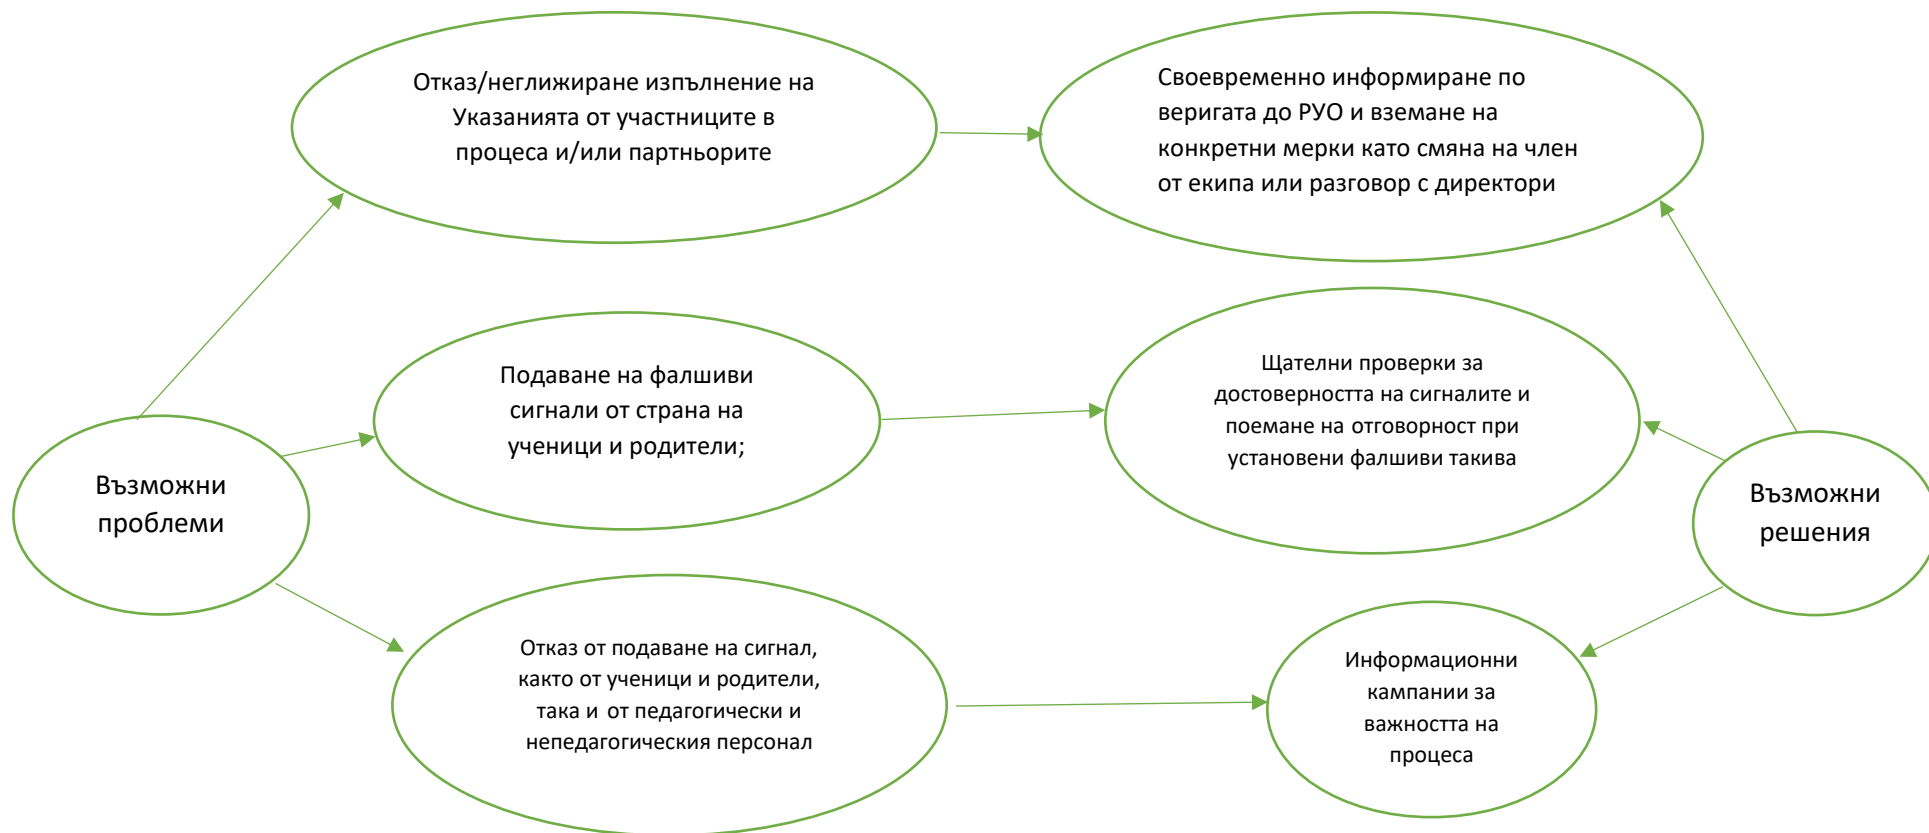 Отказ/неглижиране изпълнение на
Указанията от участниците в
процеса и/или партньорите
Своевременно информиране по
веригата до РУО и вземане на
конкретни мерки като смяна на член
от екипа или разговор с директори
Подаване на фалшиви
сигнали от страна на
ученици и родители;
Щателни проверки за
достоверността на сигналите и
поемане на отговорност при
установени фалшиви такива
Възможни
проблеми
Възможни
решения
Отказ от подаване на сигнал,
както от ученици и родители,
така и от педагогически и
непедагогическия персонал
Информационни
кампании за
важността на
процеса